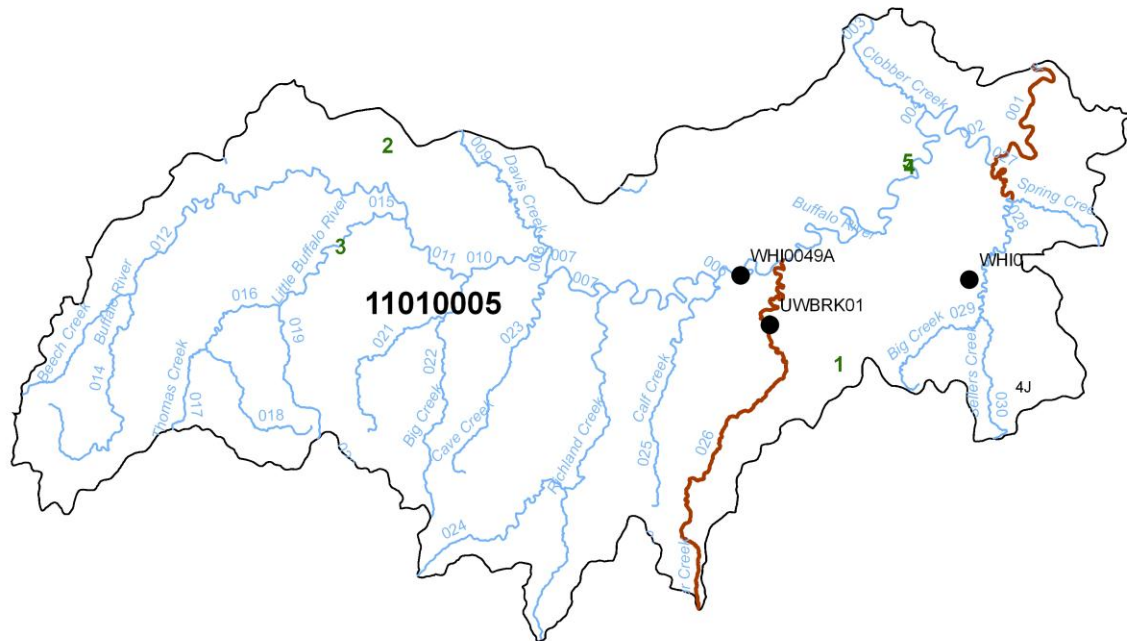 003
Clobber Creek
004
002
001
027
2
009
Davis Creek
5
4
Spring Cree
028
015
Little Buffalo River
3
012
Buffalo River
011
010
008
007
007
Buffalo River
WHI0049A
WHI0
11010005
016
019
021
022
023
UWBRK01
029
Big Creek
1
Beech Creek
014
Thomas Creek
017
018
Big Creek
Cave Creek
Richland Creek
Calf Creek
025
026
ellers Creek
4J
030
024
r Creek